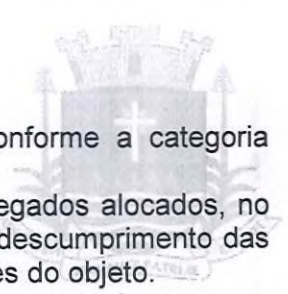 onforme a categoria
egados alocados, no
descumprimento das
es do objeto.